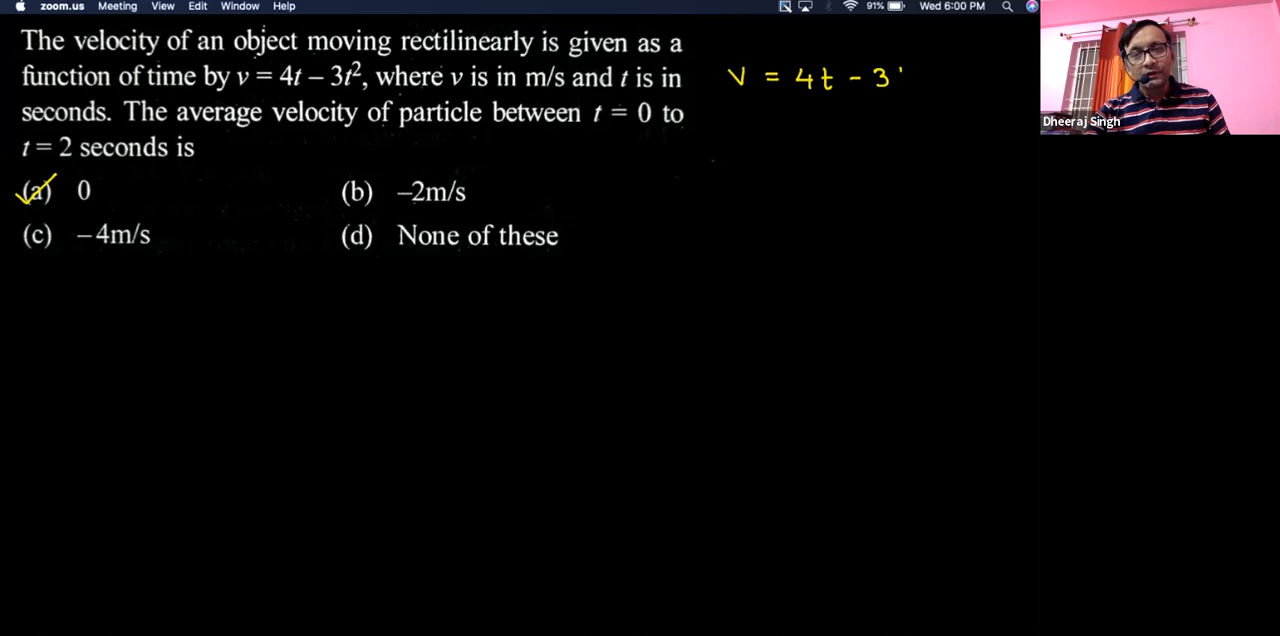 zoom.us Meeting View Edit Window Help 91% Wed 6:00 PM
The velocity of an object moving rectilinearly is given as a
function of time by v = 4t – 3t², where v is in m/s and t is in
seconds. The average velocity of particle between t = 0 to
t = 2 seconds is
(a) 0 (b) –2m/s
(c) – 4m/s (d) None of these
v = 4t - 3
Dheeraj Singh